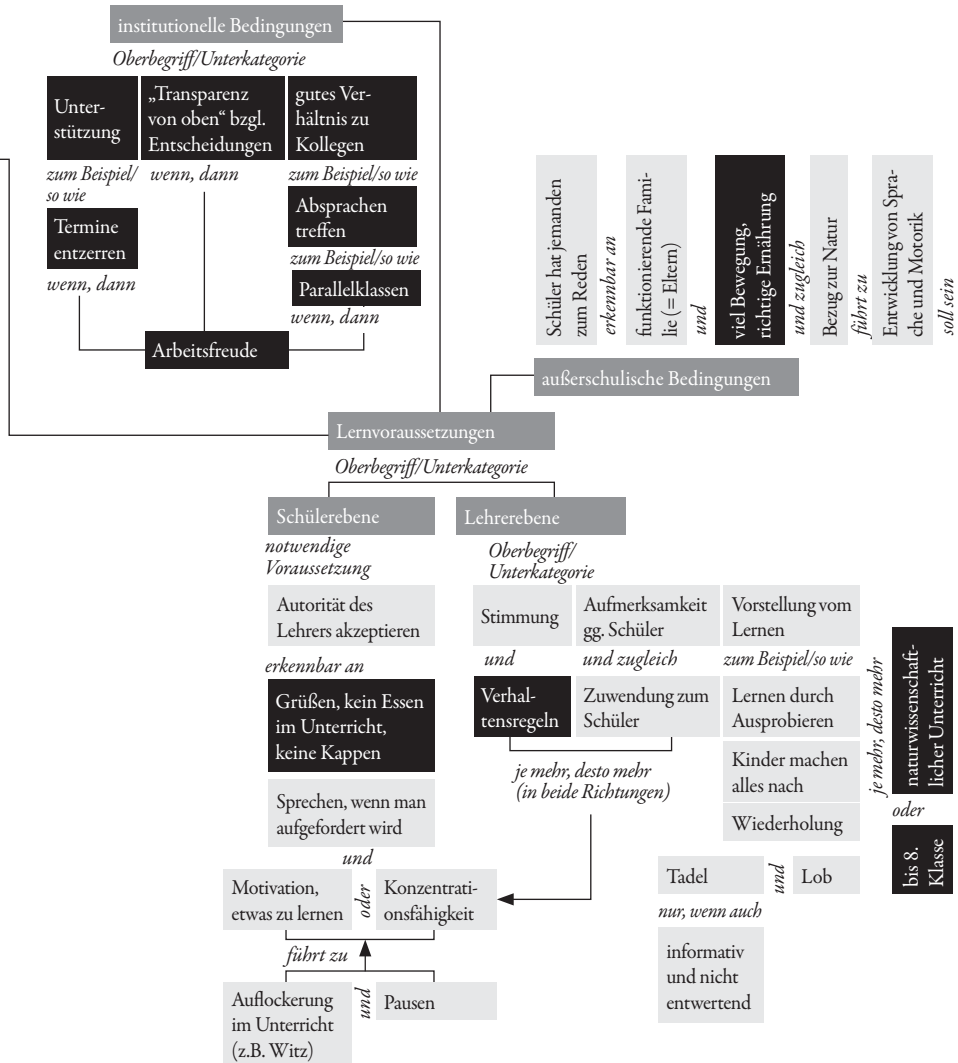 institutionelle Bedingungen
Oberbegriff/Unterkategorie
Unter-
stützung
„Transparenz
von oben“ bzgl.
Entscheidungen
gutes Ver-
hältnis zu
Kollegen
zum Beispiel/
so wie
wenn, dann
zum Beispiel/so wie
Termine
entzerren
Absprachen
treffen
zum Beispiel/so wie
wenn, dann
Parallelklassen
wenn, dann
Arbeitsfreude
Schüler hat jemanden
zum Reden
erkennbar an
funktionierende Fami-
lie (= Eltern)
und
viel Bewegung,
richtige Ernährung
und zugleich
Bezug zur Natur
führt zu
Entwicklung von Spra-
che und Motorik
soll sein
außerschulische Bedingungen
Lernvoraussetzungen
Oberbegriff/Unterkategorie
Schülerebene
Lehrerebene
notwendige
Voraussetzung
Autorität des
Lehrers akzeptieren
erkennbar an
Grüßen, kein Essen
im Unterricht,
keine Kappen
Sprechen, wenn man
aufgefordert wird
und
Motivation,
etwas zu lernen
oder
Konzentrati-
onsfähigkeit
führt zu
Auflockerung
im Unterricht
(z.B. Witz)
und
Pausen
Oberbegriff/
Unterkategorie
Stimmung
Aufmerksamkeit
gg. Schüler
Vorstellung vom
Lernen
und
und zugleich
zum Beispiel/so wie
Verhal-
tensregeln
Zuwendung zum
Schüler
Lernen durch
Ausprobieren
je mehr, desto mehr
(in beide Richtungen)
Kinder machen
alles nach
Wiederholung
je mehr, desto mehr
naturwissenschaft-
licher Unterricht
oder
bis 8.
Klasse
Tadel
und
Lob
nur, wenn auch
informativ
und nicht
entwertend